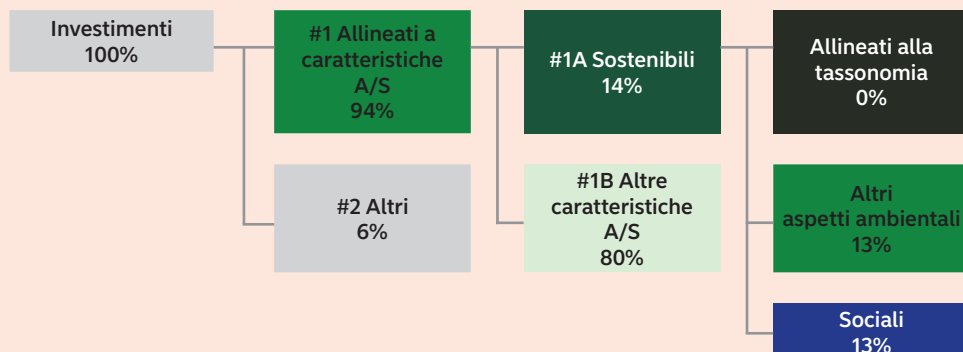 Investimenti
100%
#1 Allineati a
caratteristiche
A/S
94%
#1A Sostenibili
14%
Allineati alla
tassonomia
0%
#2 Altri
6%
#1B Altre
caratteristiche
A/S
80%
Altri
aspetti ambientali
13%
Sociali
13%